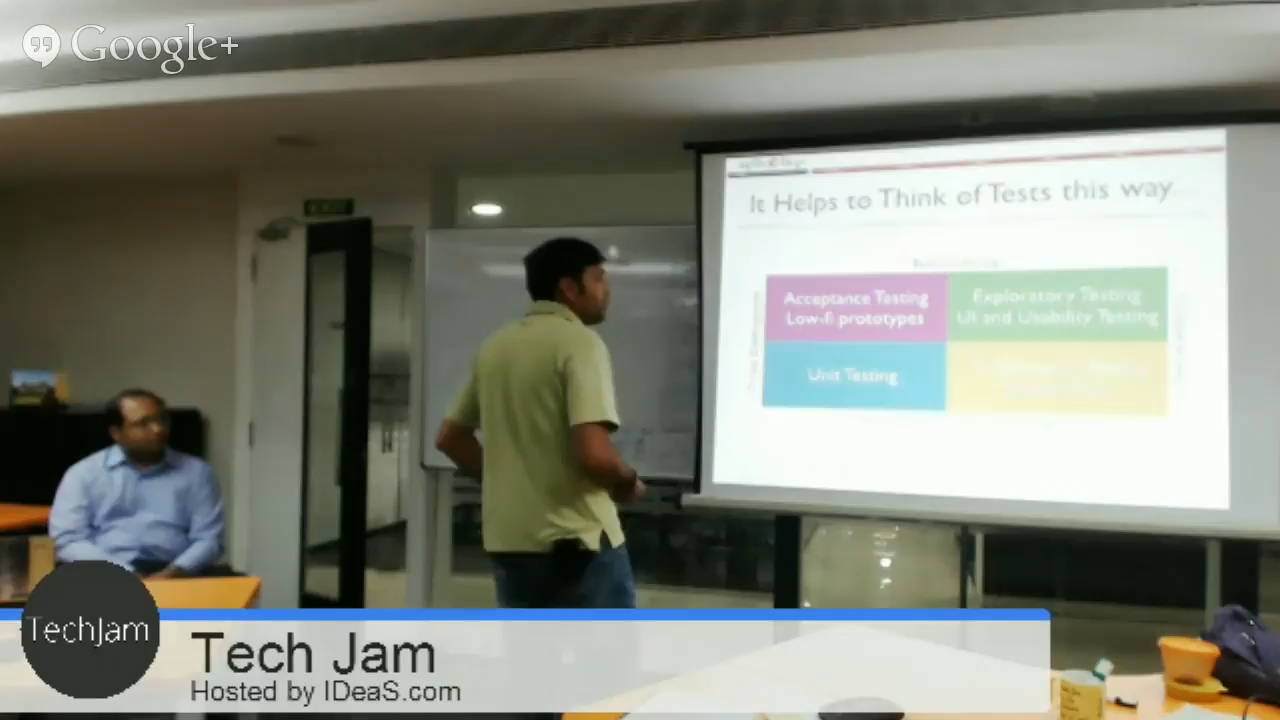 Google+
EXIT
It Helps to Think of Tests this way
Acceptance Testing
Low-fi prototypes
Exploratory Testing
UI and Usability Testing
Unit Testing
TechJam
Tech Jam
Hosted by IDeaS.com